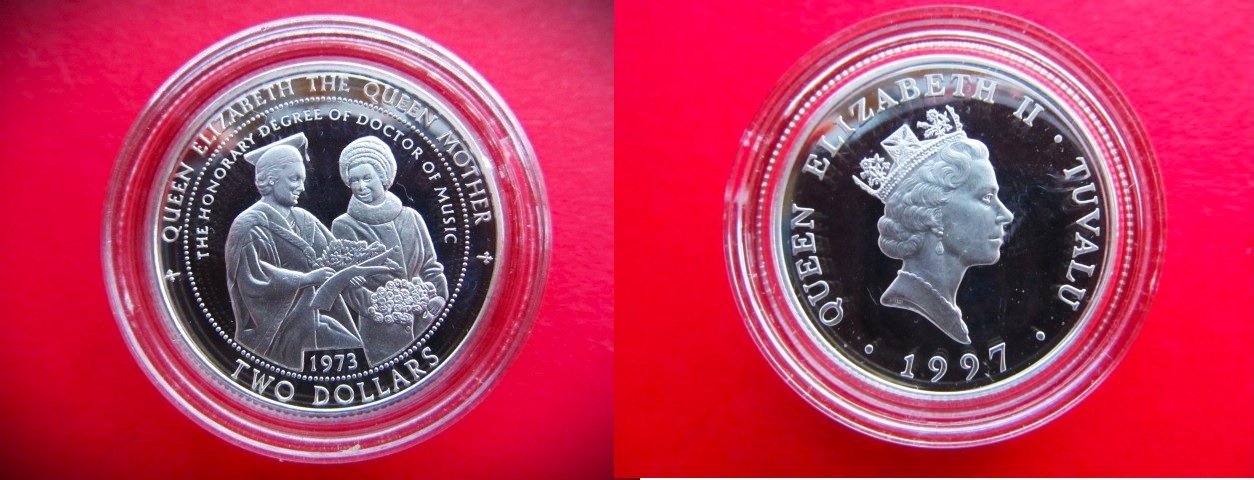 QUEEN ELIZABETH THE QUEEN MOTHER
THE HONORARY DEGREE OF DOCTOR OF MUSIC
1973
TWO DOLLARS
QUEEN ELIZABETH II · TUVALU
· 1997 ·